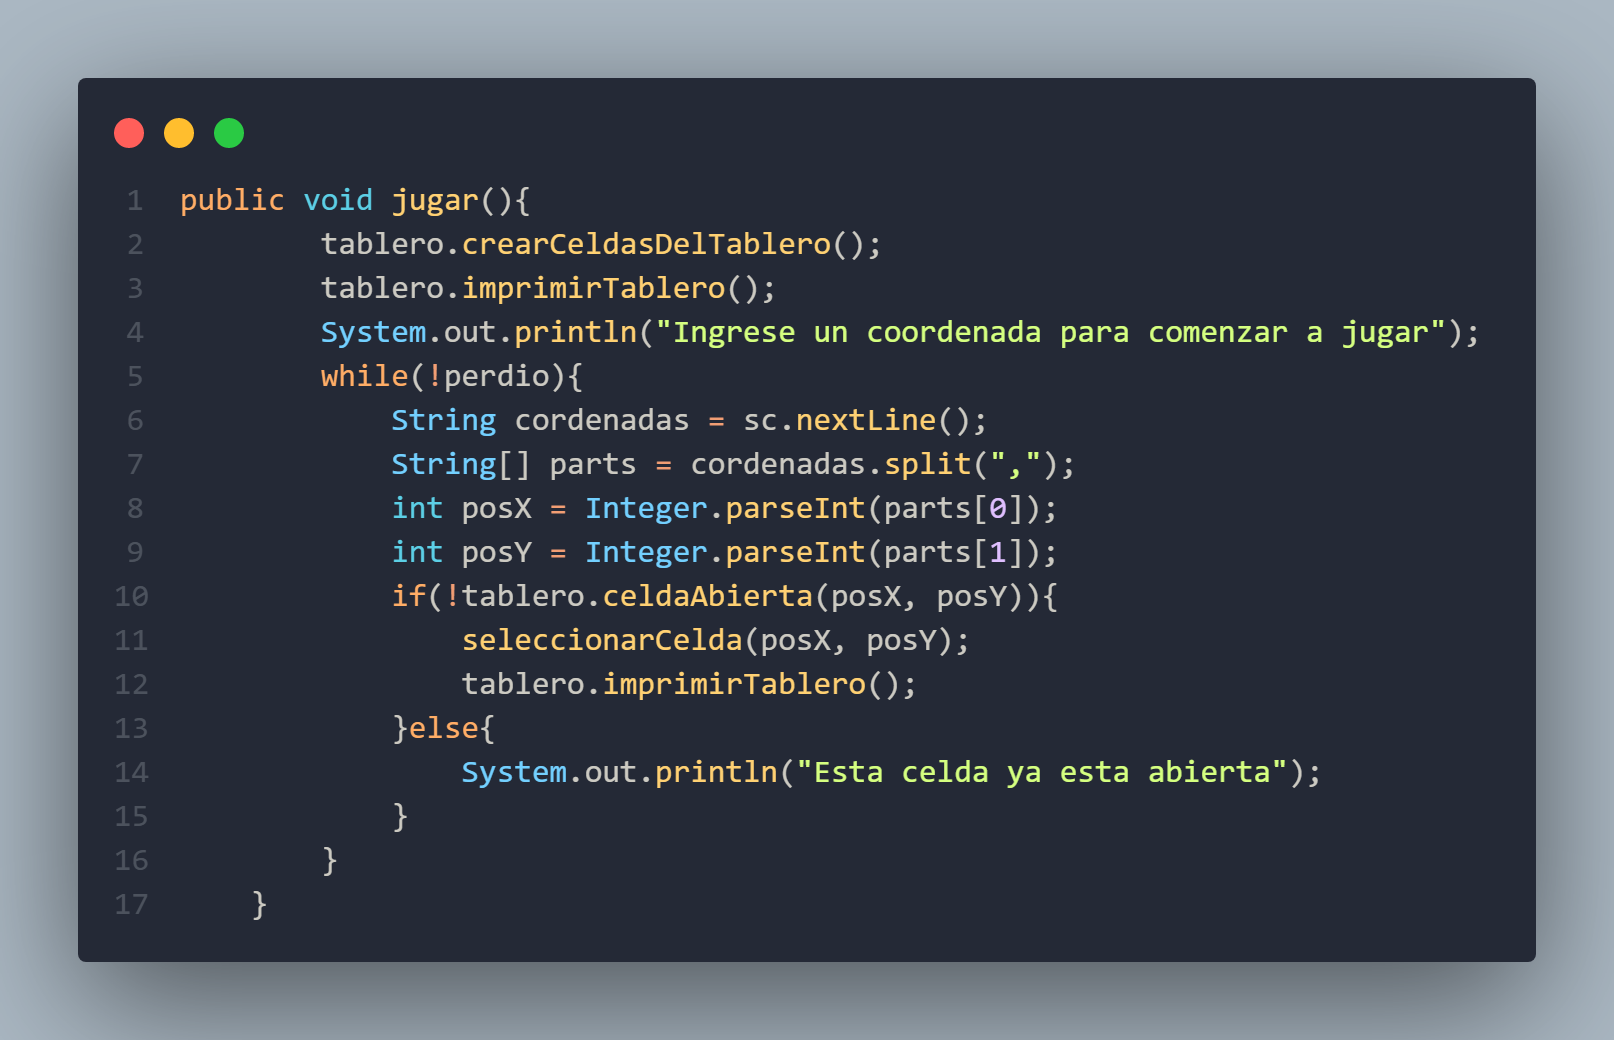 1 public void jugar(){
2         tablero.crearCeldasDelTablero();
3         tablero.imprimirTablero();
4         System.out.println("Ingrese un coordenada para comenzar a jugar");
5         while(!perdio){
6             String cordenadas = sc.nextLine();
7             String[] parts = cordenadas.split(",");
8             int posX = Integer.parseInt(parts[0]);
9             int posY = Integer.parseInt(parts[1]);
10             if(!tablero.celdaAbierta(posX, posY)){
11                 seleccionarCelda(posX, posY);
12                 tablero.imprimirTablero();
13             }else{
14                 System.out.println("Esta celda ya esta abierta");
15             }
16         }
17     }